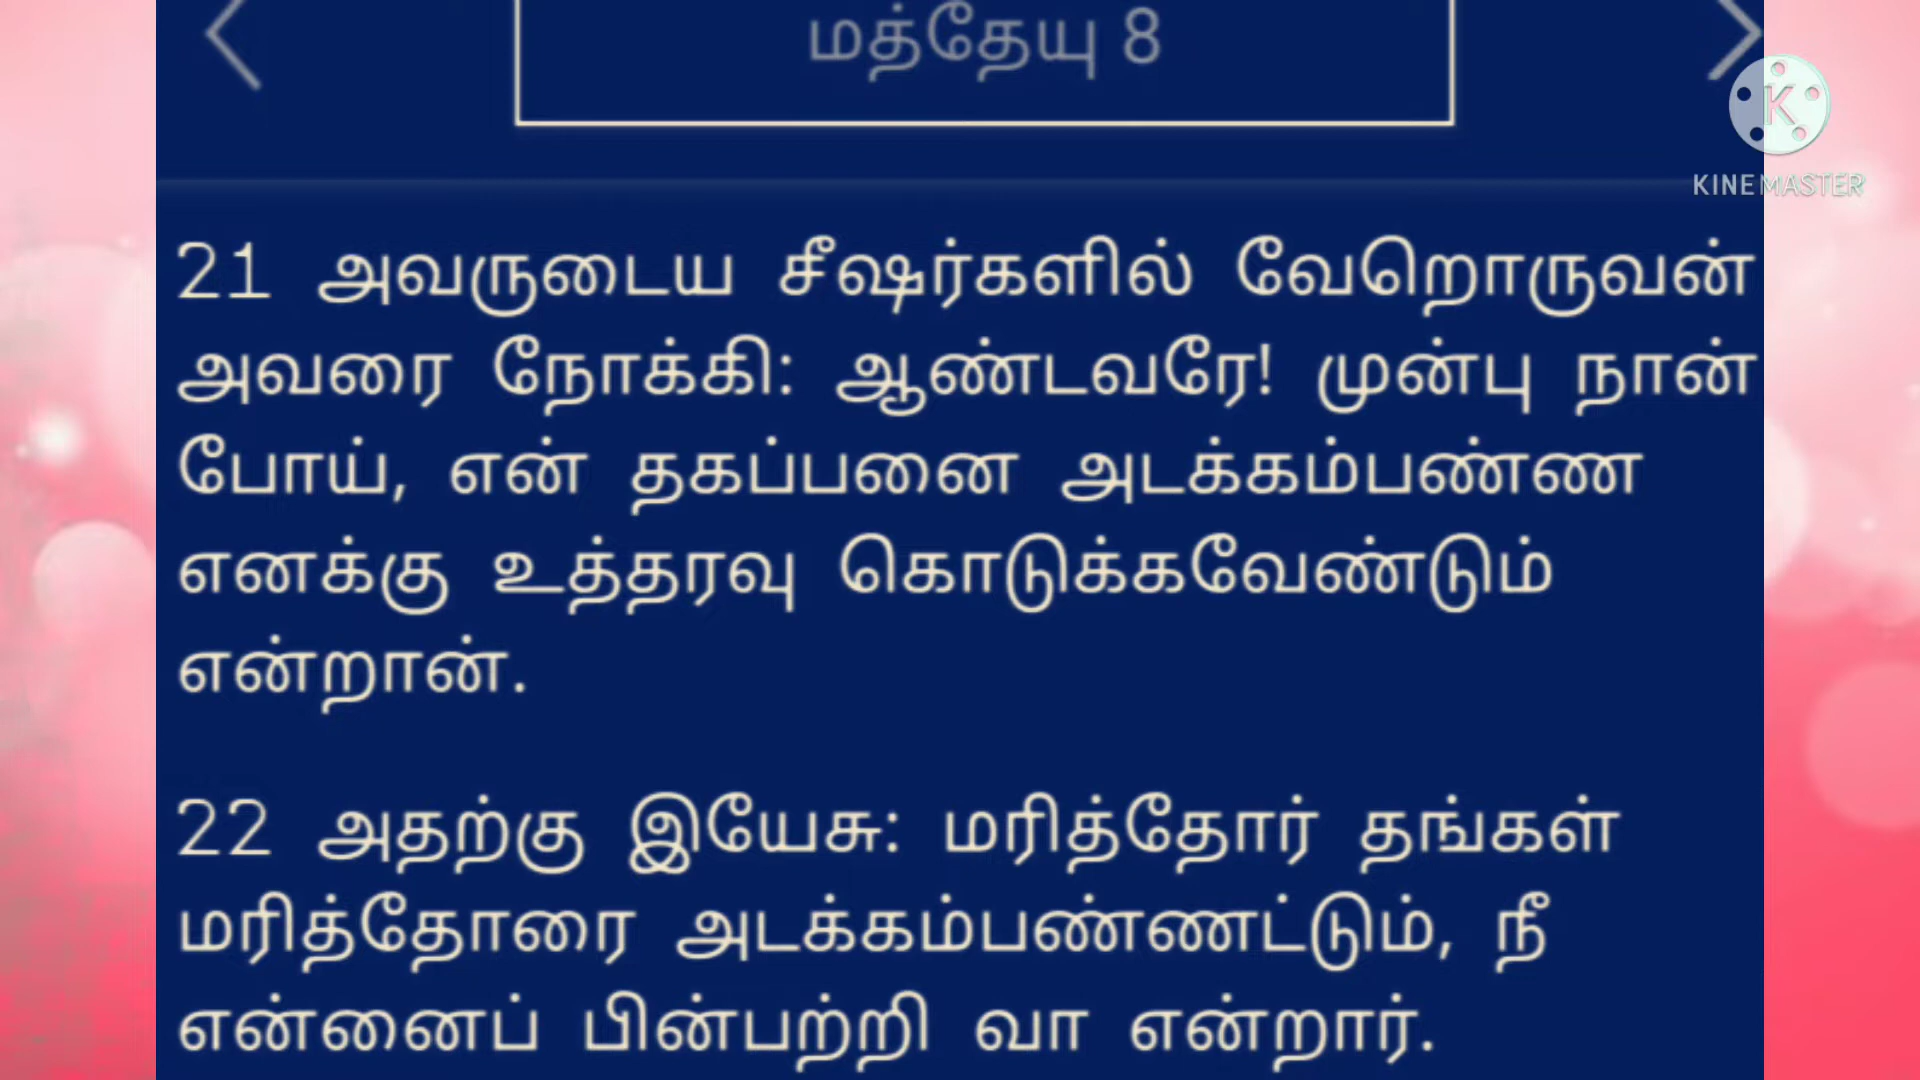 மத்தேயு 8
KINEMASTER
21 அவருடைய சீஷர்களில் வேறொருவன்
அவரை நோக்கி: ஆண்டவரே! முன்பு நான்
போய், என் தகப்பனை அடக்கம்பண்ண
எனக்கு உத்தரவு கொடுக்கவேண்டும்
என்றான்.
22 அதற்கு இயேசு: மரித்தோர் தங்கள்
மரித்தோரை அடக்கம்பண்ணட்டும், நீ
என்னைப் பின்பற்றி வா என்றார்.